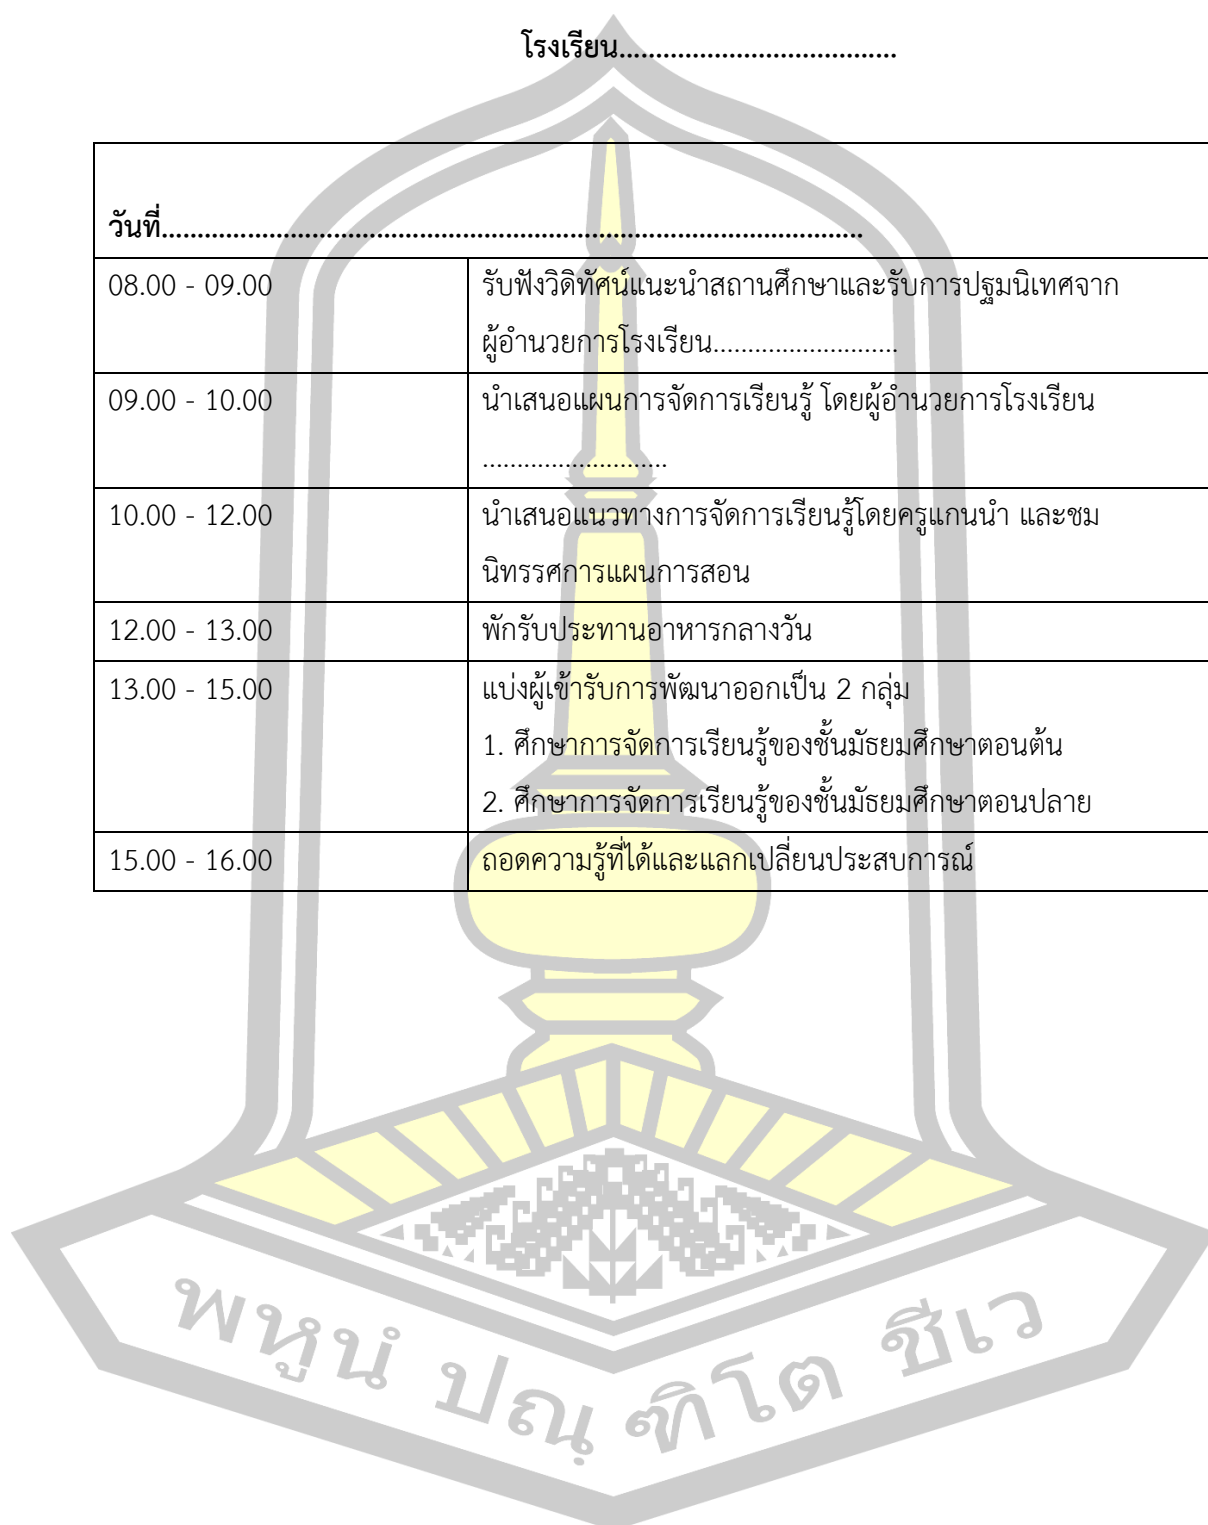 โรงเรียน......................................
วันที่..................................................................................................
08.00 - 09.00 รับฟังวิดิทัศน์แนะนำสถานศึกษาและรับการปฐมนิเทศจาก
ผู้อำนวยการโรงเรียน..........................
09.00 - 10.00 นำเสนอแผนการจัดการเรียนรู้ โดยผู้อำนวยการโรงเรียน
..........................
10.00 - 12.00 นำเสนอแนวทางการจัดการเรียนรู้โดยครูแกนนำ และชม
นิทรรศการแผนการสอน
12.00 - 13.00 พักรับประทานอาหารกลางวัน
13.00 - 15.00 แบ่งผู้เข้ารับการพัฒนาออกเป็น 2 กลุ่ม
1. ศึกษาการจัดการเรียนรู้ของชั้นมัธยมศึกษาตอนต้น
2. ศึกษาการจัดการเรียนรู้ของชั้นมัธยมศึกษาตอนปลาย
15.00 - 16.00 ถอดความรู้ที่ได้และแลกเปลี่ยนประสบการณ์
พหูนํ ปณฺฑิโต ชีเว